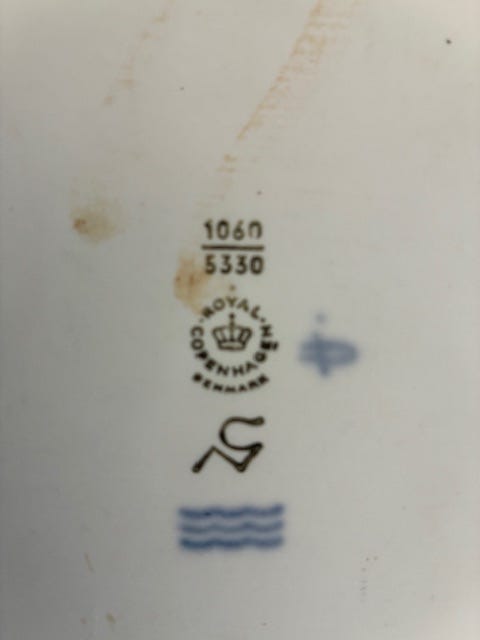 1060
5330
ROYAL
COPENHAGEN
DENMARK